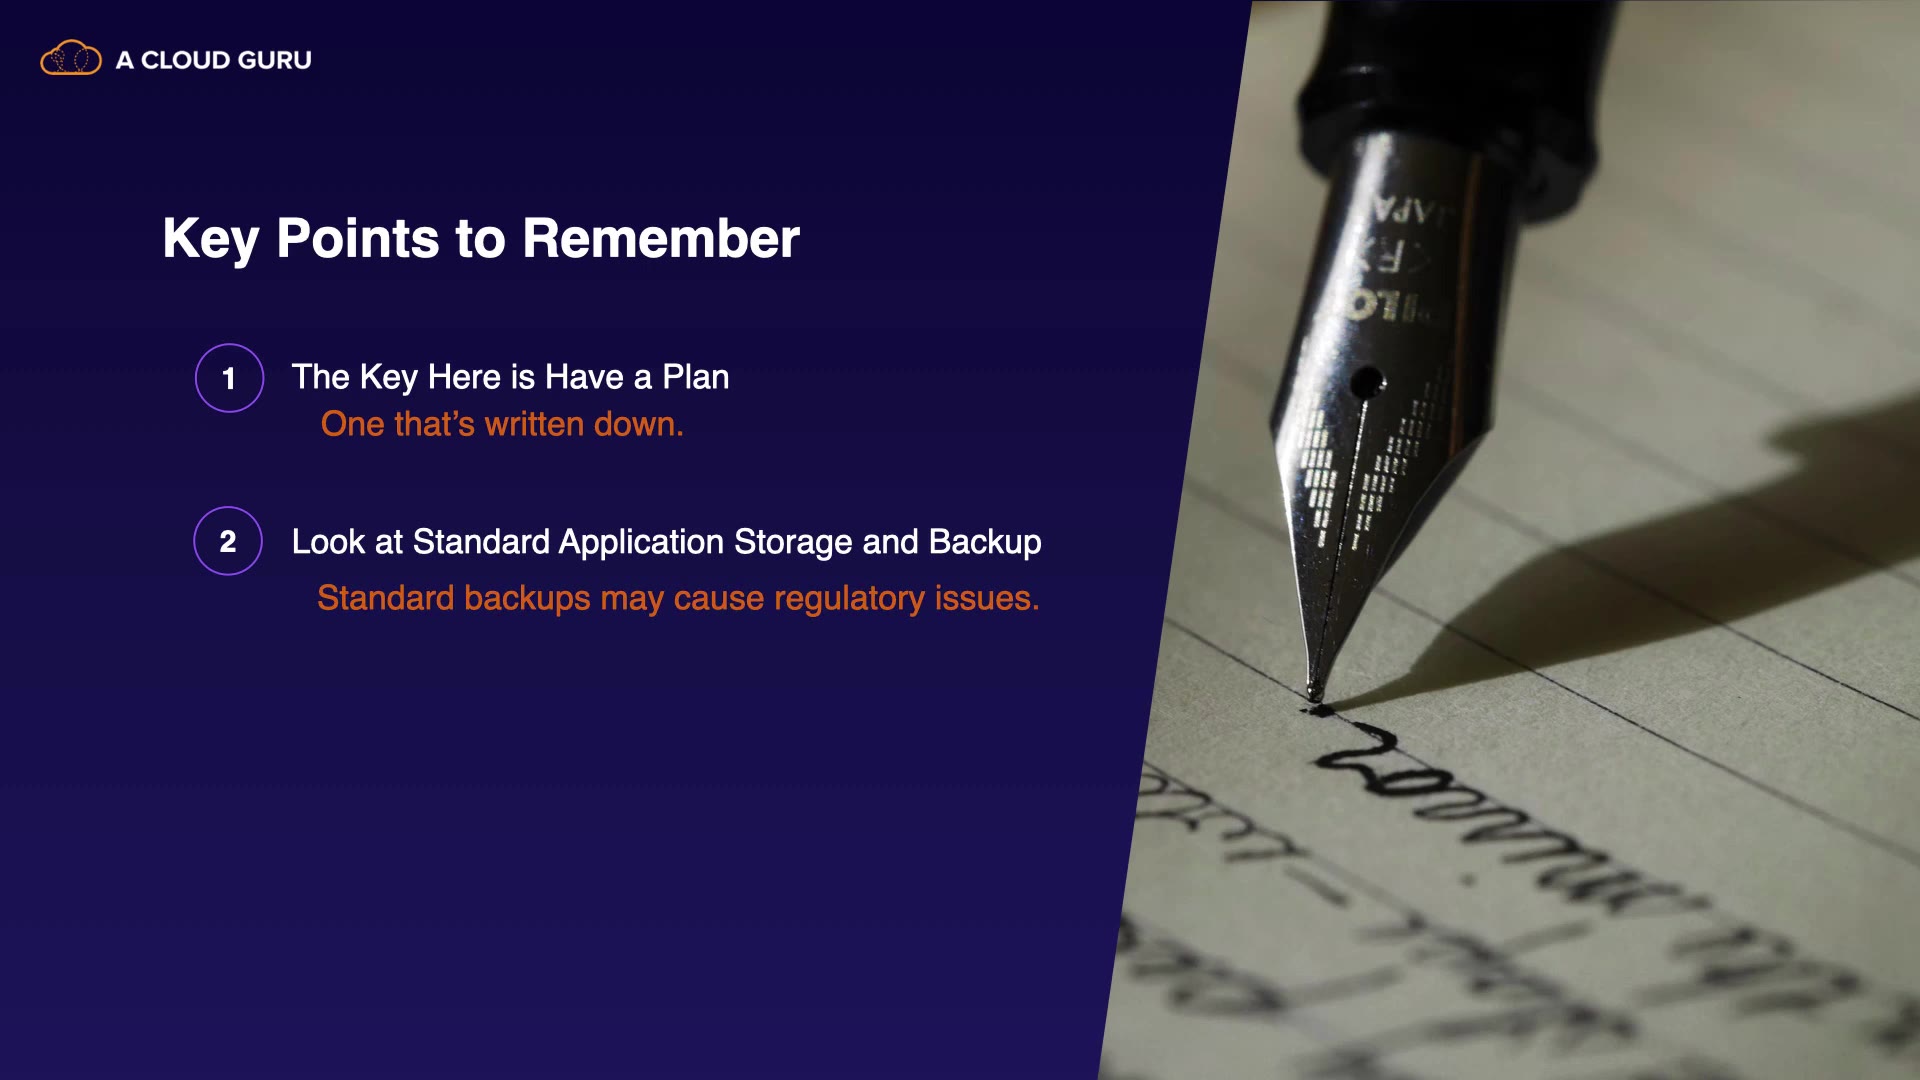 A CLOUD GURU
Key Points to Remember
1 The Key Here is Have a Plan
One that’s written down.
2 Look at Standard Application Storage and Backup
Standard backups may cause regulatory issues.